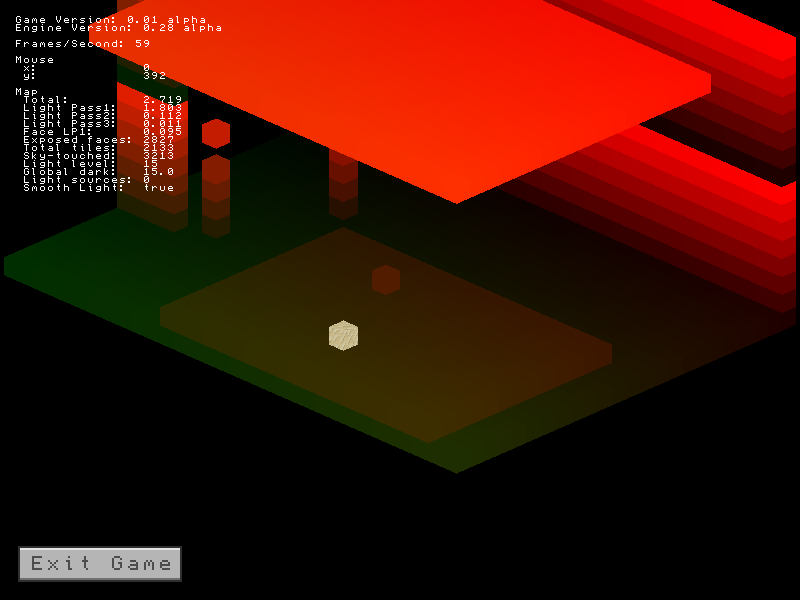 Game Version: 0.01 alpha
Engine Version: 0.28 alpha
Frames/Second: 59
Mouse
x: 0
y: 392
Map
Total: 2.719
Light Pass1: 1.803
Light Pass2: 0.112
Light Pass3: 0.011
Face LPI: 0.095
Exposed faces: 2827
Total tiles: 2133
Sky-touched: 3213
Light level: 15
Global dark: 15.0
Light sources: 0
Smooth Light: true
Exit Game